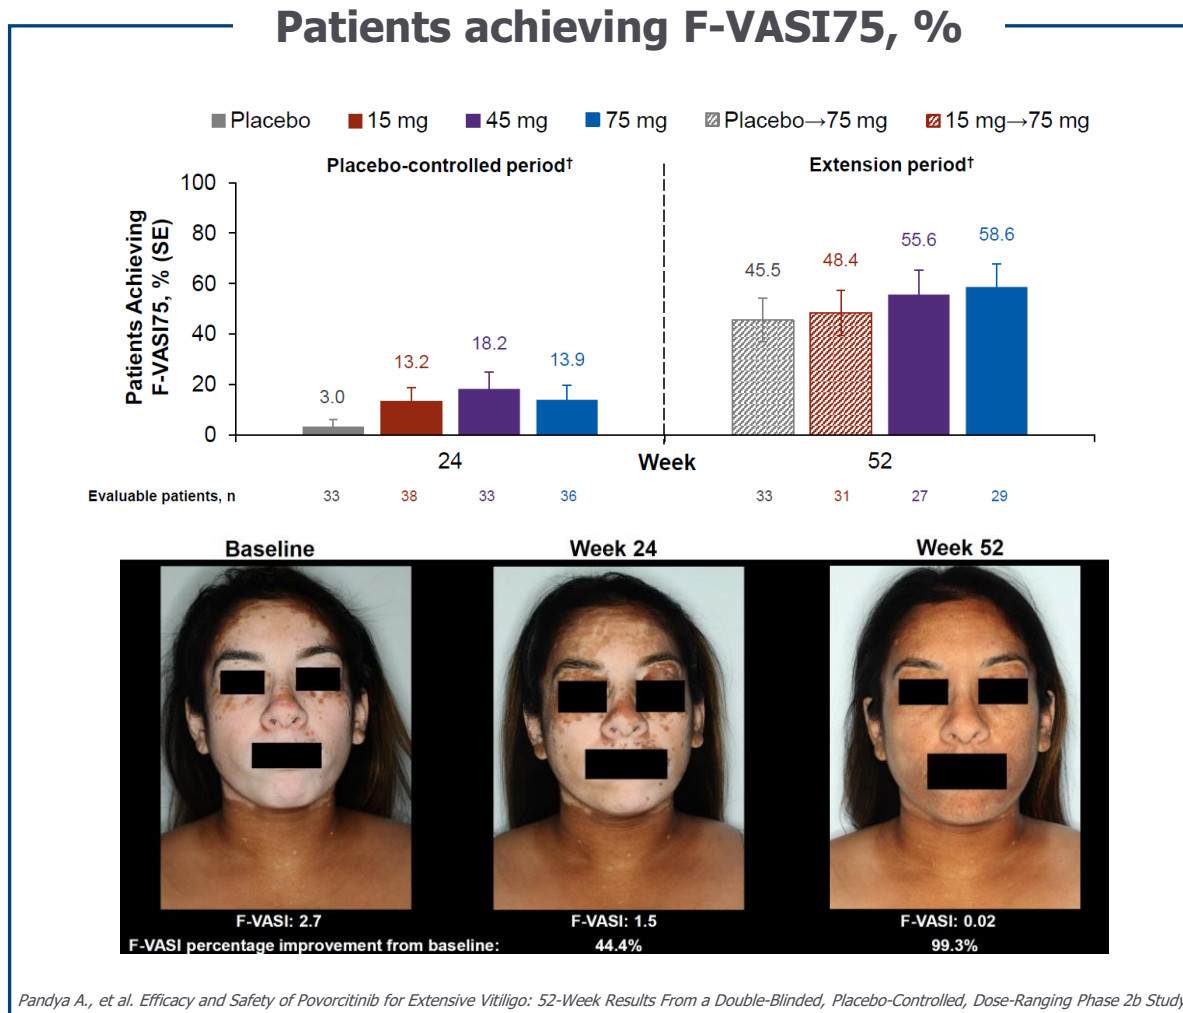 Patients achieving F-VASI75, %
Placebo 15 mg 45 mg 75 mg Placebo→75 mg 15 mg→75 mg
Placebo-controlled period† Extension period†
Patients Achieving
F-VASI75, % (SE)
100
80
60
40
20
0
3.0 13.2 18.2 13.9 45.5 48.4 55.6 58.6
24 Week 52
Evaluable patients, n 33 38 33 36 33 31 27 29
Baseline Week 24 Week 52
F-VASI: 2.7 F-VASI: 1.5 F-VASI: 0.02
F-VASI percentage improvement from baseline: 44.4% 99.3%
Pandya A., et al. Efficacy and Safety of Povorcitinib for Extensive Vitiligo: 52-Week Results From a Double-Blinded, Placebo-Controlled, Dose-Ranging Phase 2b Study